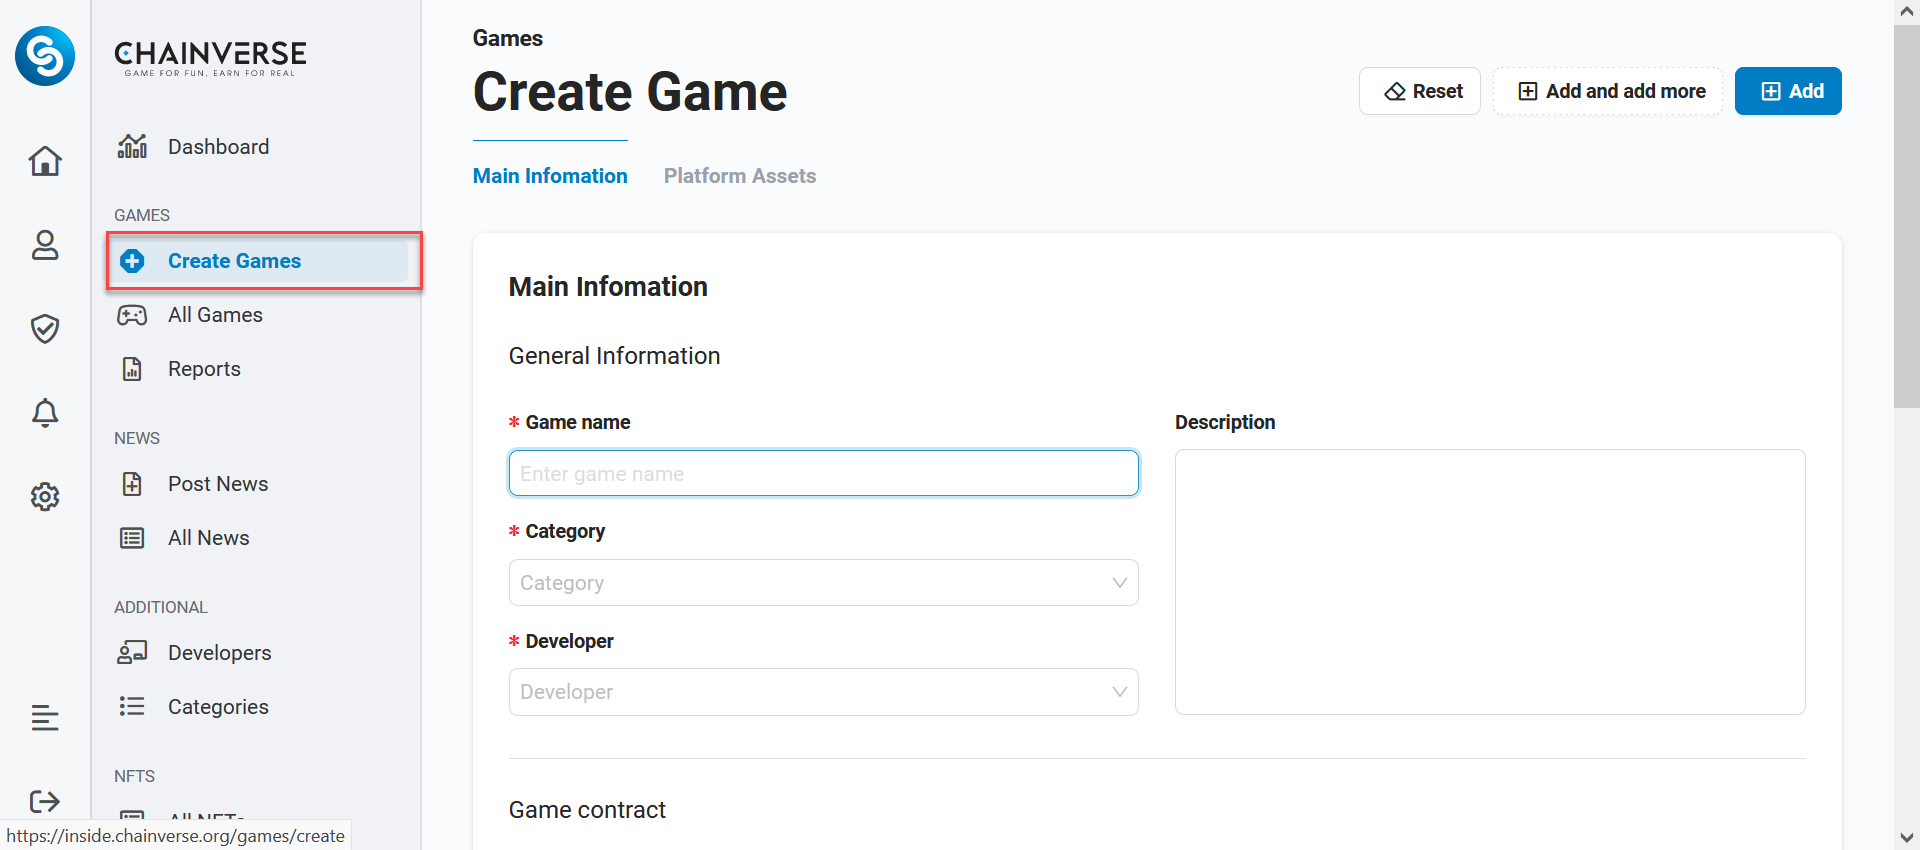 CHAINVERSE
GAME FOR FUN, EARN FOR REAL
Dashboard
GAMES
Create Games
All Games
Reports
NEWS
Post News
All News
ADDITIONAL
Developers
Categories
NFTS
All NFTs
https://inside.chainverse.org/games/create
Games
Create Game
Reset
Add and add more
Add
Main Infomation
Platform Assets
Main Infomation
General Information
* Game name
Enter game name
* Category
Category
* Developer
Developer
Description
Game contract